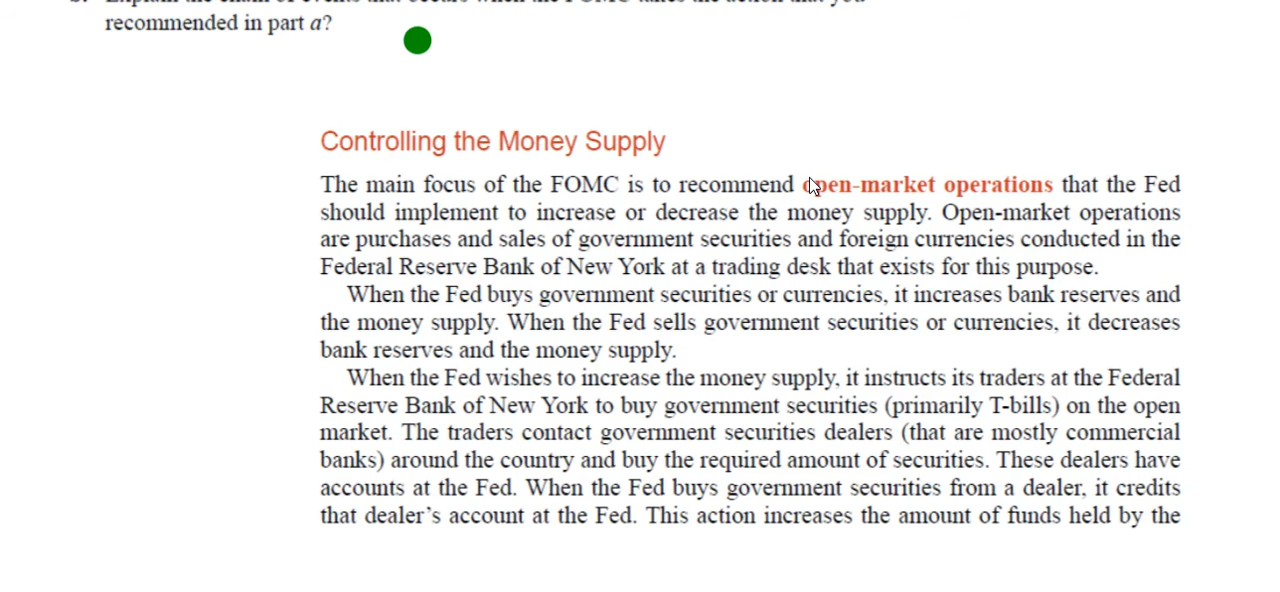 recommended in part a?
Controlling the Money Supply
The main focus of the FOMC is to recommend open-market operations that the Fed
should implement to increase or decrease the money supply. Open-market operations
are purchases and sales of government securities and foreign currencies conducted in the
Federal Reserve Bank of New York at a trading desk that exists for this purpose.
When the Fed buys government securities or currencies, it increases bank reserves and
the money supply. When the Fed sells government securities or currencies, it decreases
bank reserves and the money supply.
When the Fed wishes to increase the money supply, it instructs its traders at the Federal
Reserve Bank of New York to buy government securities (primarily T-bills) on the open
market. The traders contact government securities dealers (that are mostly commercial
banks) around the country and buy the required amount of securities. These dealers have
accounts at the Fed. When the Fed buys government securities from a dealer, it credits
that dealer’s account at the Fed. This action increases the amount of funds held by the